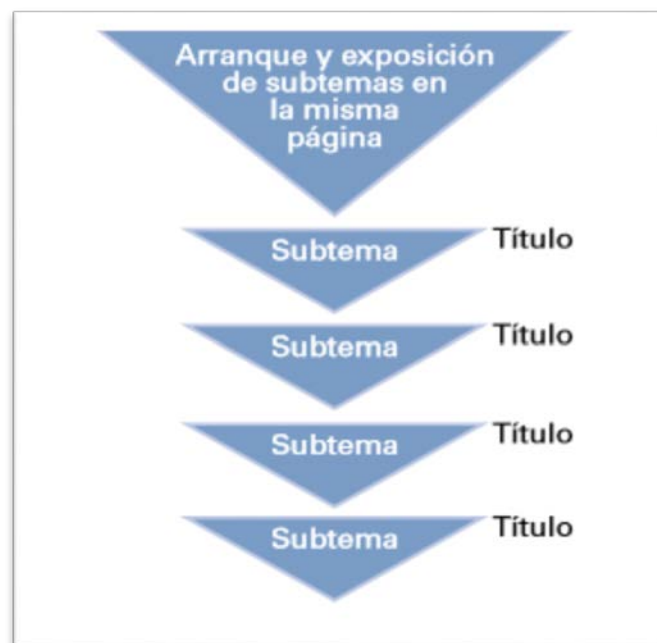 Arranque y exposición
de subtemas en
la misma
página
Subtema
Título
Subtema
Título
Subtema
Título
Subtema
Título